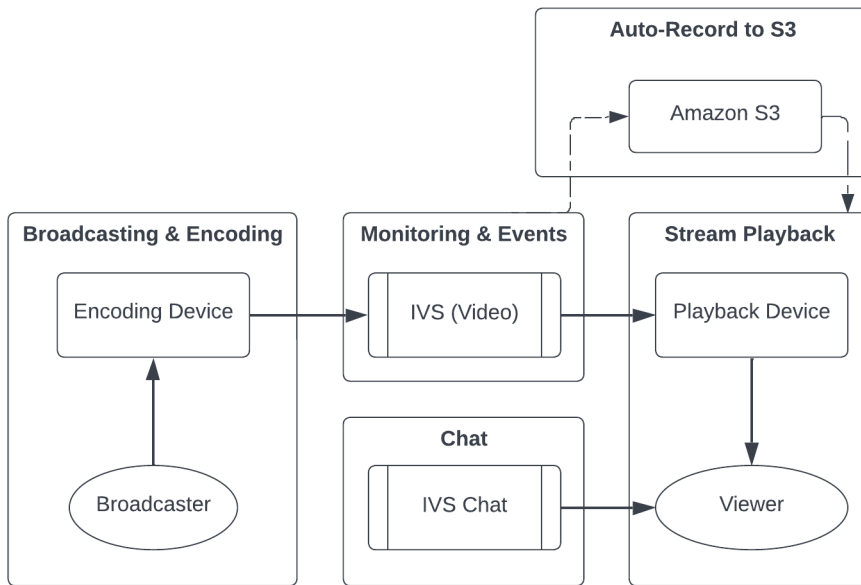 Auto-Record to S3
Amazon S3
Broadcasting & Encoding
Monitoring & Events
Stream Playback
Encoding Device
IVS (Video)
Playback Device
Chat
Broadcaster
IVS Chat
Viewer